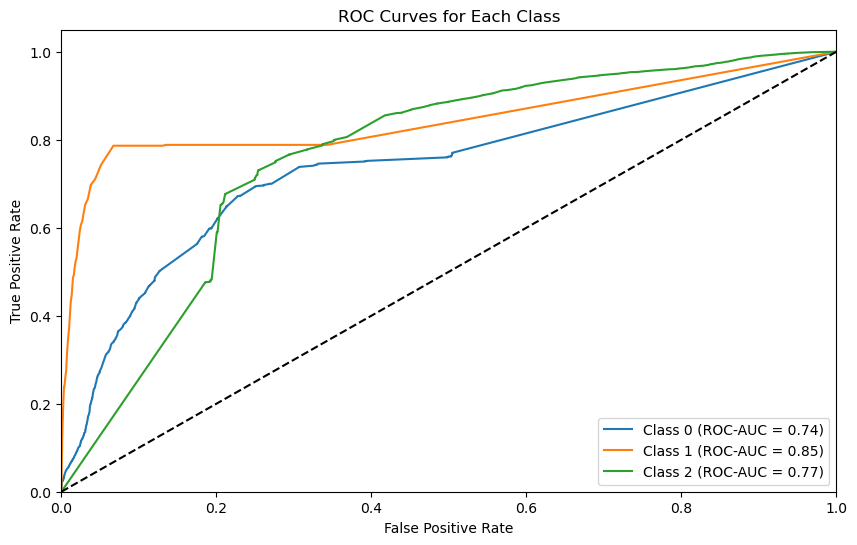 ROC Curves for Each Class
True Positive Rate
1.0
0.8
0.6
0.4
0.2
0.0
0.0 0.2 0.4 0.6 0.8 1.0
False Positive Rate
Class 0 (ROC-AUC = 0.74)
Class 1 (ROC-AUC = 0.85)
Class 2 (ROC-AUC = 0.77)